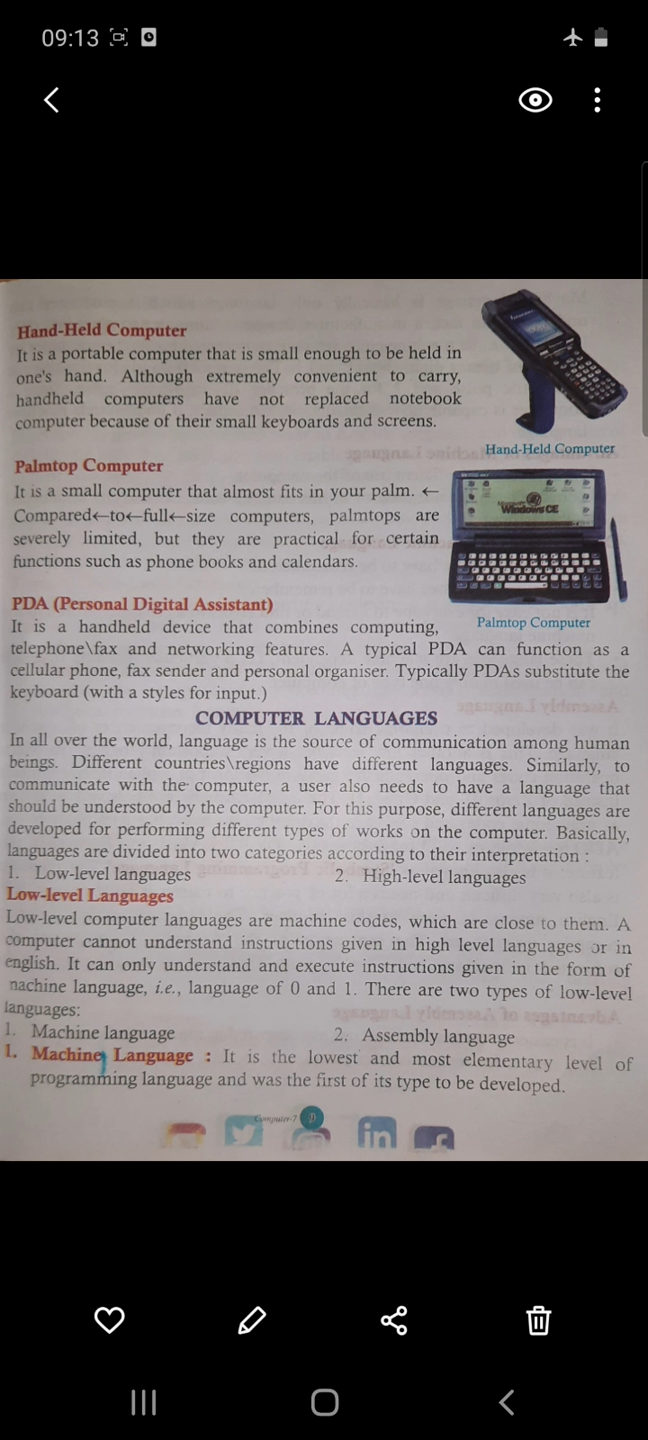 09:13
Hand-Held Computer
It is a portable computer that is small enough to be held in
one's hand. Although extremely convenient to carry,
handheld computers have not replaced notebook
computer because of their small keyboards and screens.
Hand-Held Computer
Palmtop Computer
It is a small computer that almost fits in your palm. ←
Compared←to←full←size computers, palmtops are
severely limited, but they are practical for certain
functions such as phone books and calendars.
Windows CE
Palmtop Computer
PDA (Personal Digital Assistant)
It is a handheld device that combines computing,
telephone\fax and networking features. A typical PDA can function as a
cellular phone, fax sender and personal organiser. Typically PDAs substitute the
keyboard (with a styles for input.)
COMPUTER LANGUAGES
In all over the world, language is the source of communication among human
beings. Different countries\regions have different languages. Similarly, to
communicate with the computer, a user also needs to have a language that
should be understood by the computer. For this purpose, different languages are
developed for performing different types of works on the computer. Basically,
languages are divided into two categories according to their interpretation :
1. Low-level languages 2. High-level languages
Low-level Languages
Low-level computer languages are machine codes, which are close to them. A
computer cannot understand instructions given in high level languages or in
english. It can only understand and execute instructions given in the form of
machine language, i.e., language of 0 and 1. There are two types of low-level
languages:
1. Machine language 2. Assembly language
1. Machine Language : It is the lowest and most elementary level of
programming language and was the first of its type to be developed.
Computer-7
in